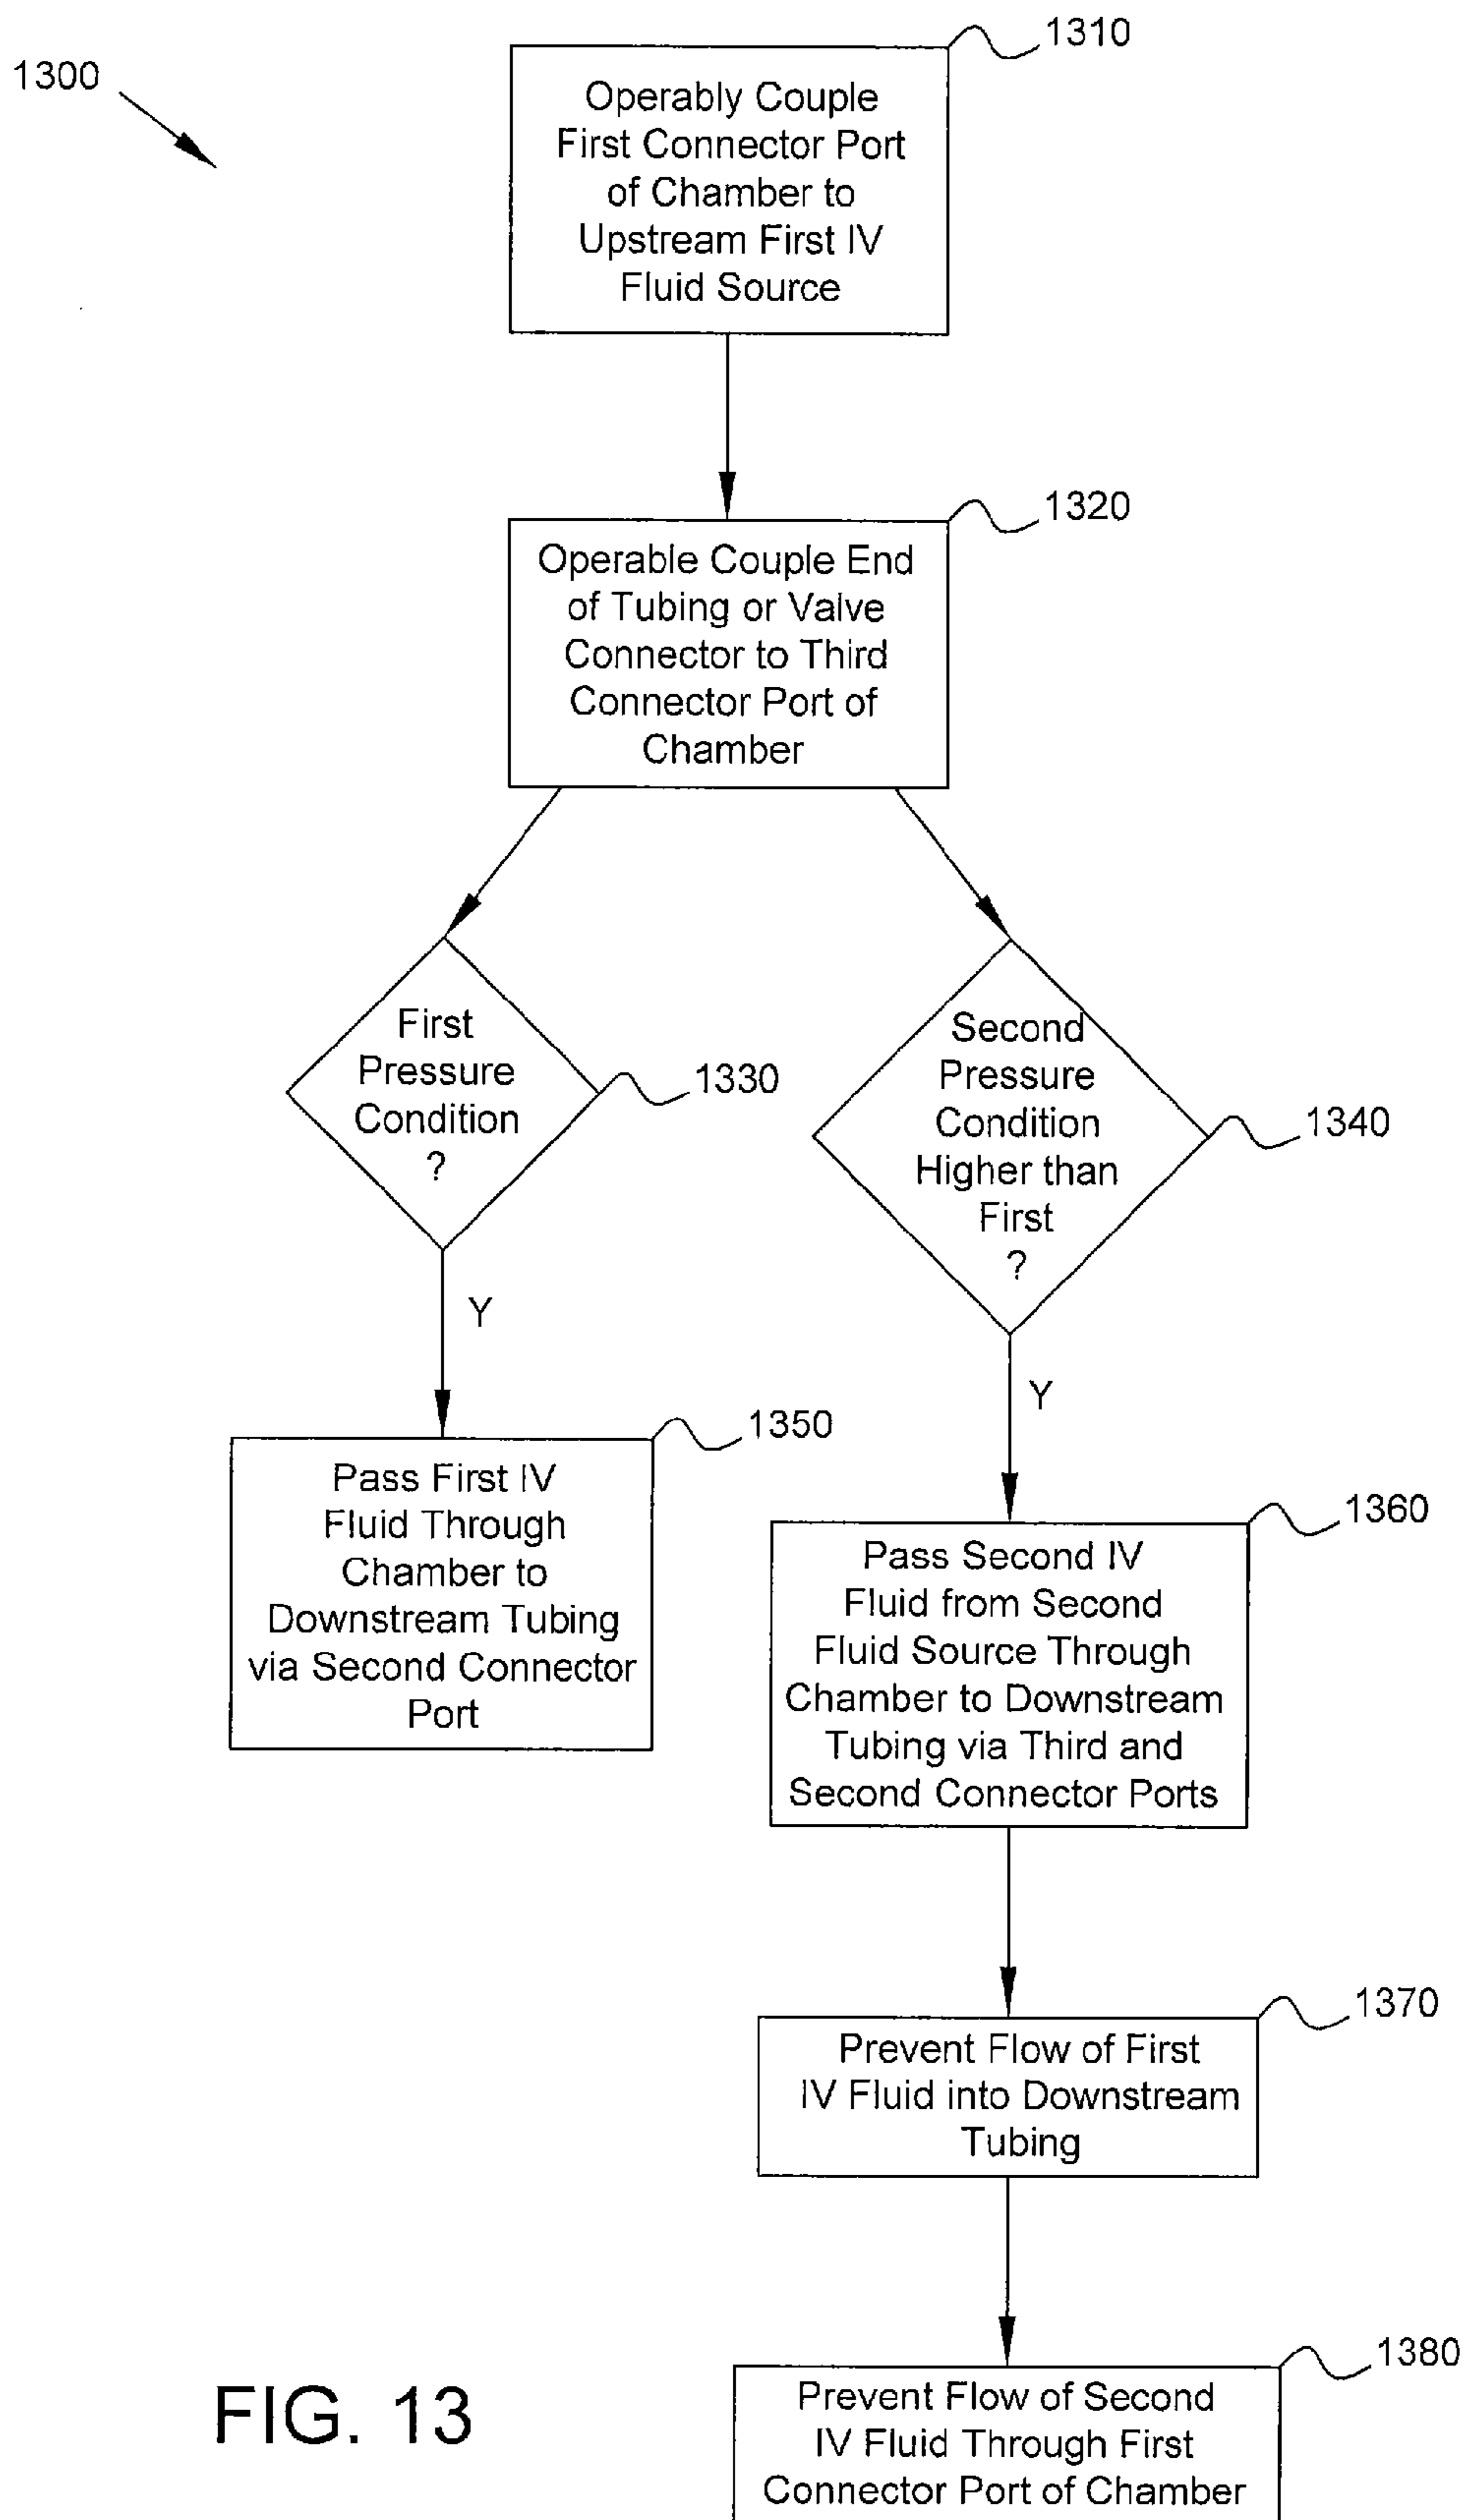 1300
1310
Operably Couple
First Connector Port
of Chamber to
Upstream First IV
Fluid Source
1320
Operable Couple End
of Tubing or Valve
Connector to Third
Connector Port of
Chamber
First
Pressure
Condition
?
1330
Second
Pressure
Condition
Higher than
First
?
1340
Y
Y
1350
Pass First IV
Fluid Through
Chamber to
Downstream Tubing
via Second Connector
Port
1360
Pass Second IV
Fluid from Second
Fluid Source Through
Chamber to Downstream
Tubing via Third and
Second Connector Ports
1370
Prevent Flow of First
IV Fluid into Downstream
Tubing
1380
Prevent Flow of Second
IV Fluid Through First
Connector Port of Chamber
FIG. 13